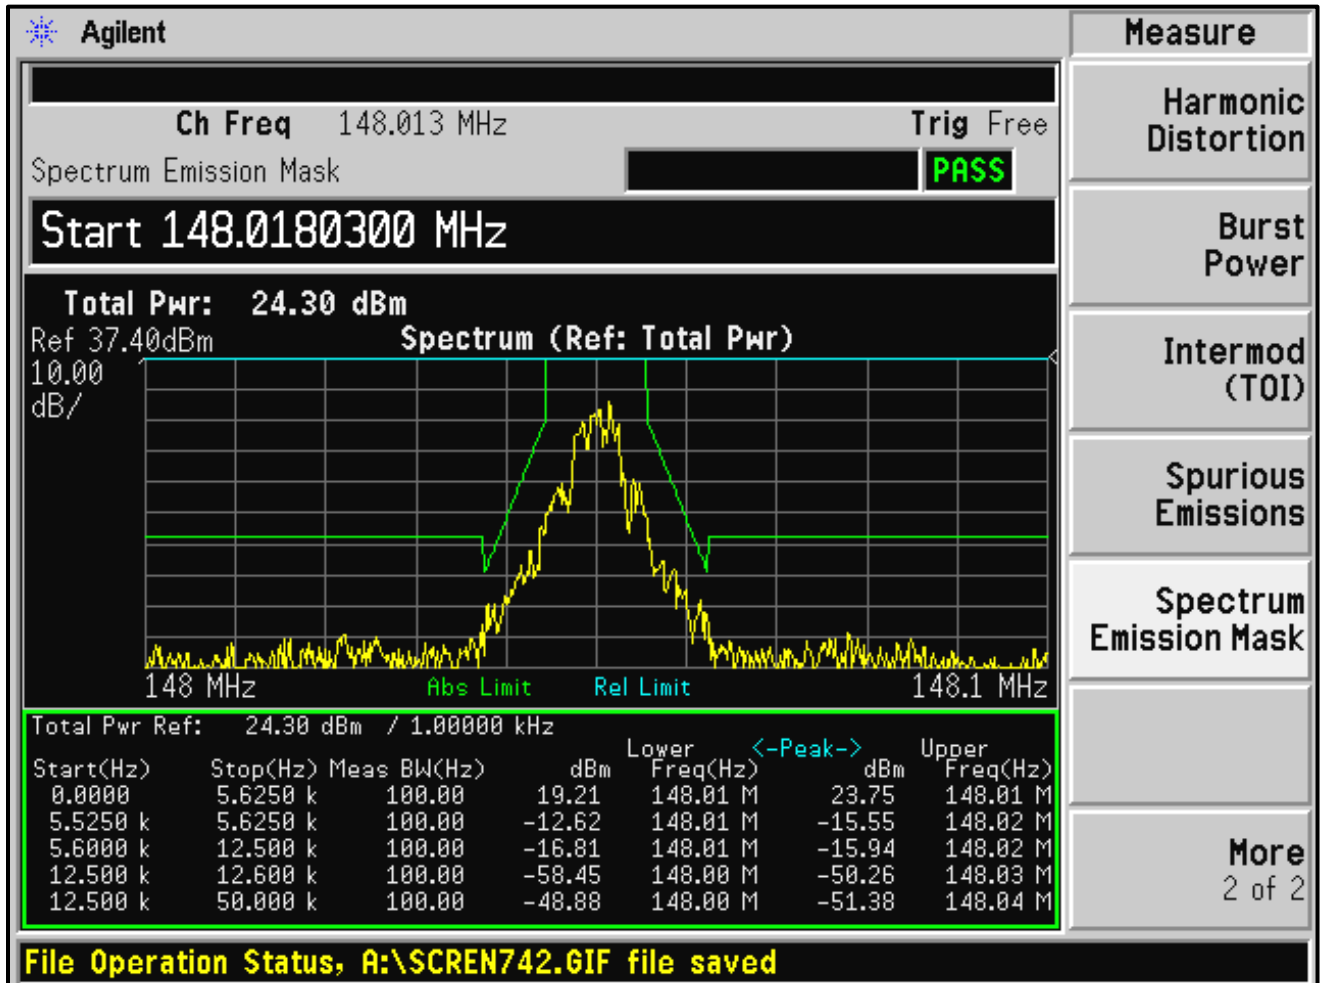 Agilent
Measure
Ch Freq 148.013 MHz Trig Free
Spectrum Emission Mask PASS
Start 148.0180300 MHz
Total Pwr: 24.30 dBm
Ref 37.40dBm Spectrum (Ref: Total Pwr)
10.00
dB/
148 MHz Abs Limit Rel Limit 148.1 MHz
Total Pwr Ref: 24.30 dBm / 1.00000 kHz
Lower <-Peak-> Upper
Start(Hz) Stop(Hz) Meas BW(Hz) dBm Freq(Hz) dBm Freq(Hz)
0.0000 5.6250 k 100.00 19.21 148.01 M 23.75 148.01 M
5.5250 k 5.6250 k 100.00 -12.62 148.01 M -15.55 148.02 M
5.6000 k 12.500 k 100.00 -16.81 148.01 M -15.94 148.02 M
12.500 k 12.600 k 100.00 -58.45 148.00 M -50.26 148.03 M
12.500 k 50.000 k 100.00 -48.88 148.00 M -51.38 148.04 M
Harmonic
Distortion
Burst
Power
Intermod
(TOI)
Spurious
Emissions
Spectrum
Emission Mask
More
2 of 2
File Operation Status, A:\SCREN742.GIF file saved